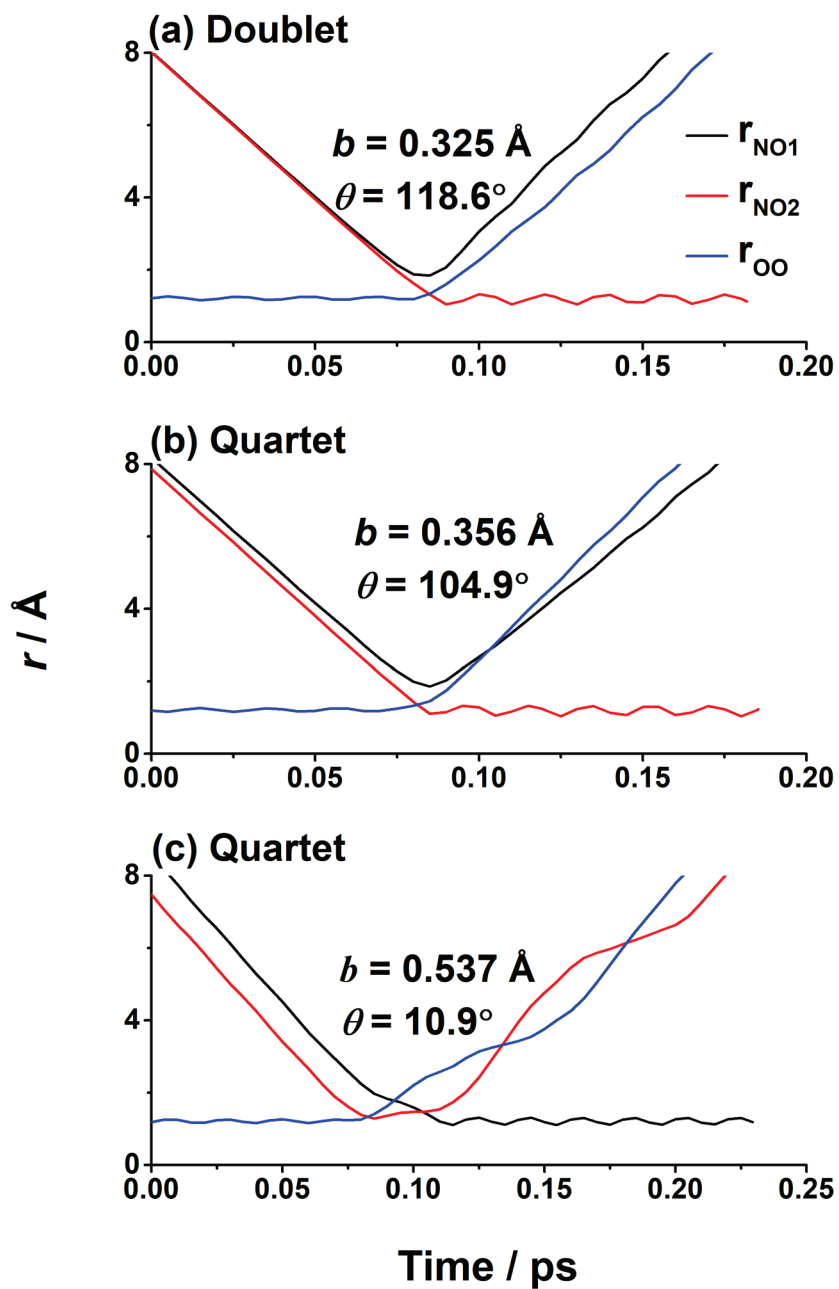 (a) Doublet
8
4
0
b = 0.325 Å
θ = 118.6°
rNO1
rNO2
rOO
0.00 0.05 0.10 0.15 0.20
(b) Quartet
8
4
0
b = 0.356 Å
θ = 104.9°
0.00 0.05 0.10 0.15 0.20
r / Å
(c) Quartet
8
4
0
b = 0.537 Å
θ = 10.9°
0.00 0.05 0.10 0.15 0.20 0.25
Time / ps